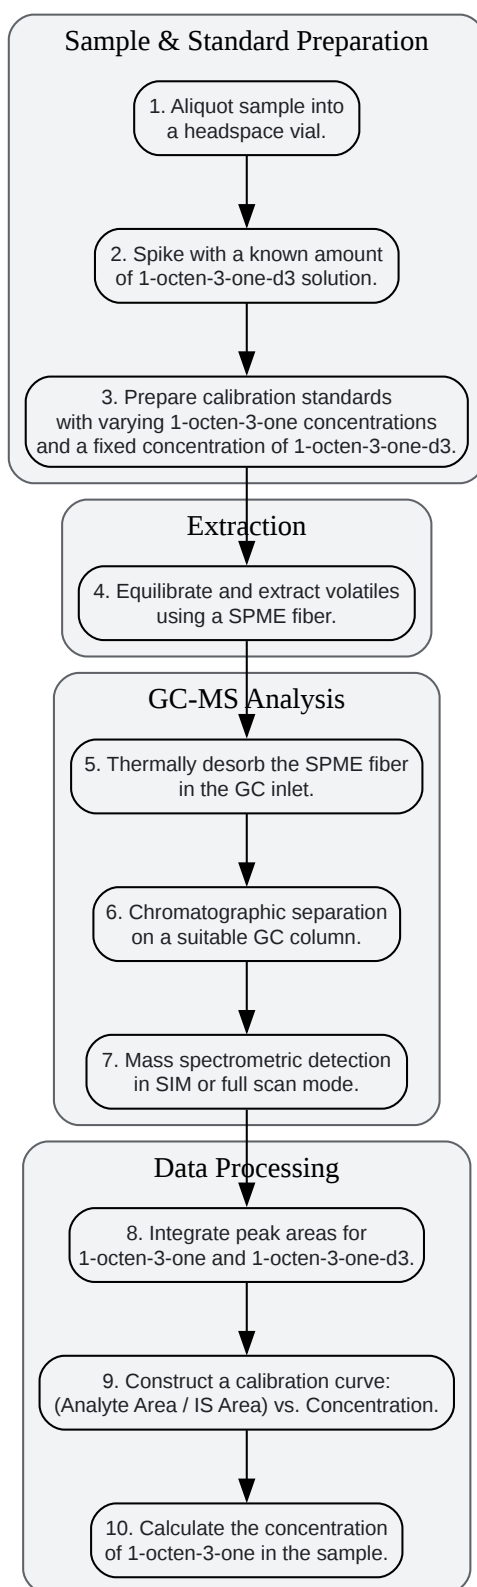 Sample & Standard Preparation
1. Aliquot sample into
a headspace vial.
2. Spike with a known amount
of 1-octen-3-one-d3 solution.
3. Prepare calibration standards
with varying 1-octen-3-one concentrations
and a fixed concentration of 1-octen-3-one-d3.
Extraction
4. Equilibrate and extract volatiles
using a SPME fiber.
GC-MS Analysis
5. Thermally desorb the SPME fiber
in the GC inlet.
6. Chromatographic separation
on a suitable GC column.
7. Mass spectrometric detection
in SIM or full scan mode.
Data Processing
8. Integrate peak areas for
1-octen-3-one and 1-octen-3-one-d3.
9. Construct a calibration curve:
(Analyte Area / IS Area) vs. Concentration.
10. Calculate the concentration
of 1-octen-3-one in the sample.